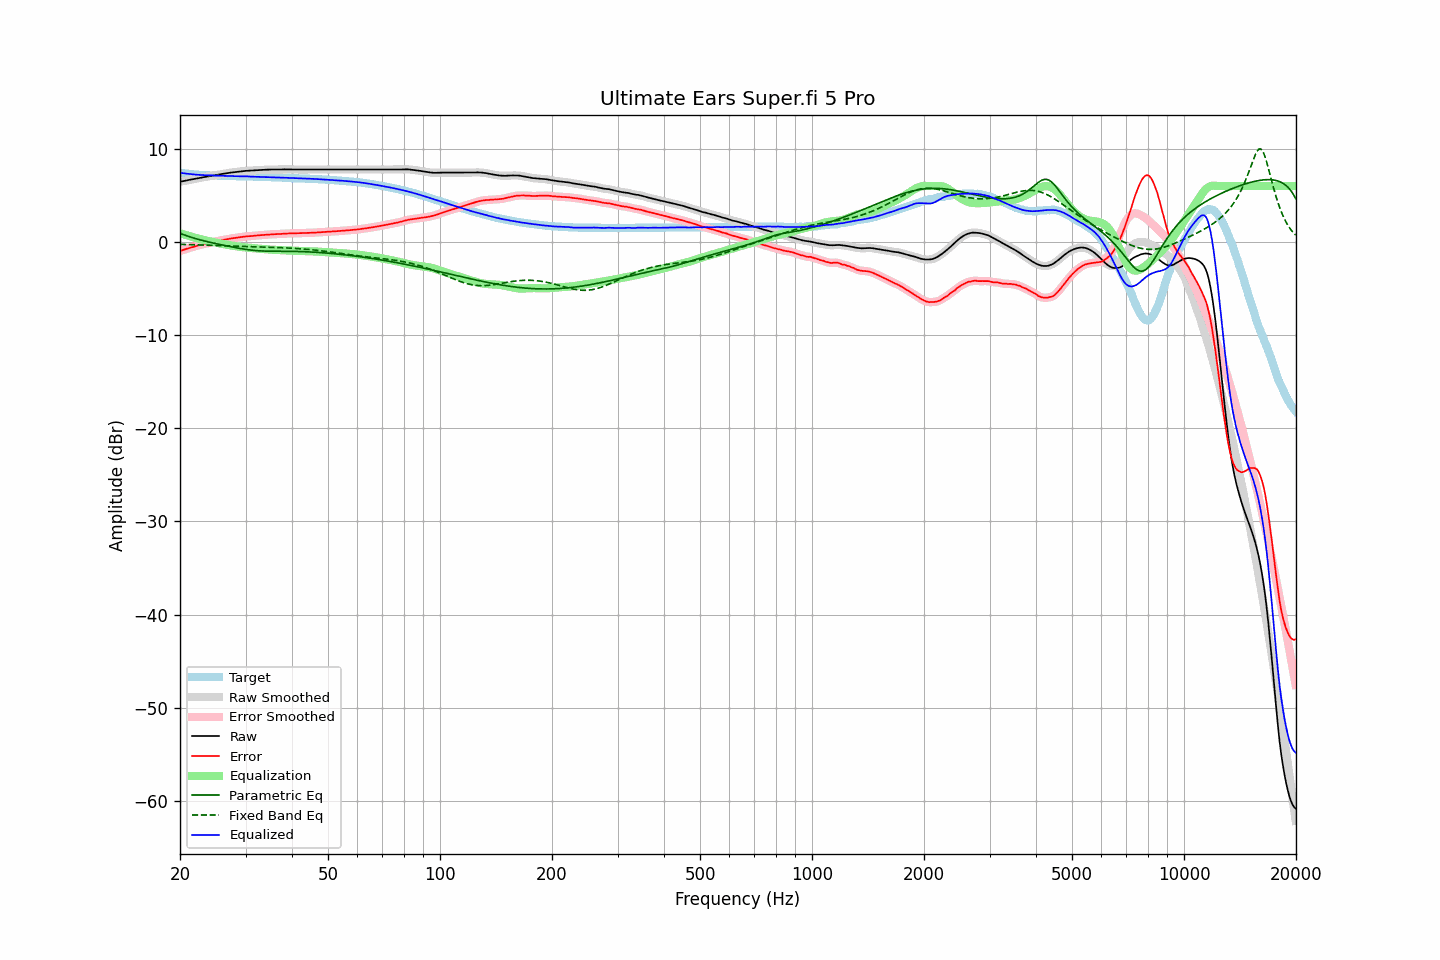 Ultimate Ears Super.fi 5 Pro
10
0
−10
−20
−30
−40
−50
−60
Amplitude (dBr)
Target
Raw Smoothed
Error Smoothed
Raw
Error
Equalization
Parametric Eq
Fixed Band Eq
Equalized
20 50 100 200 500 1000 2000 5000 10000 20000
Frequency (Hz)